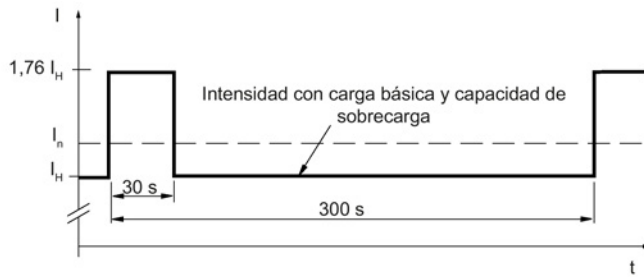 I
1,76 I_H
Intensidad con carga básica y capacidad de
sobrecarga
I_n
I_H
30 s
300 s
t